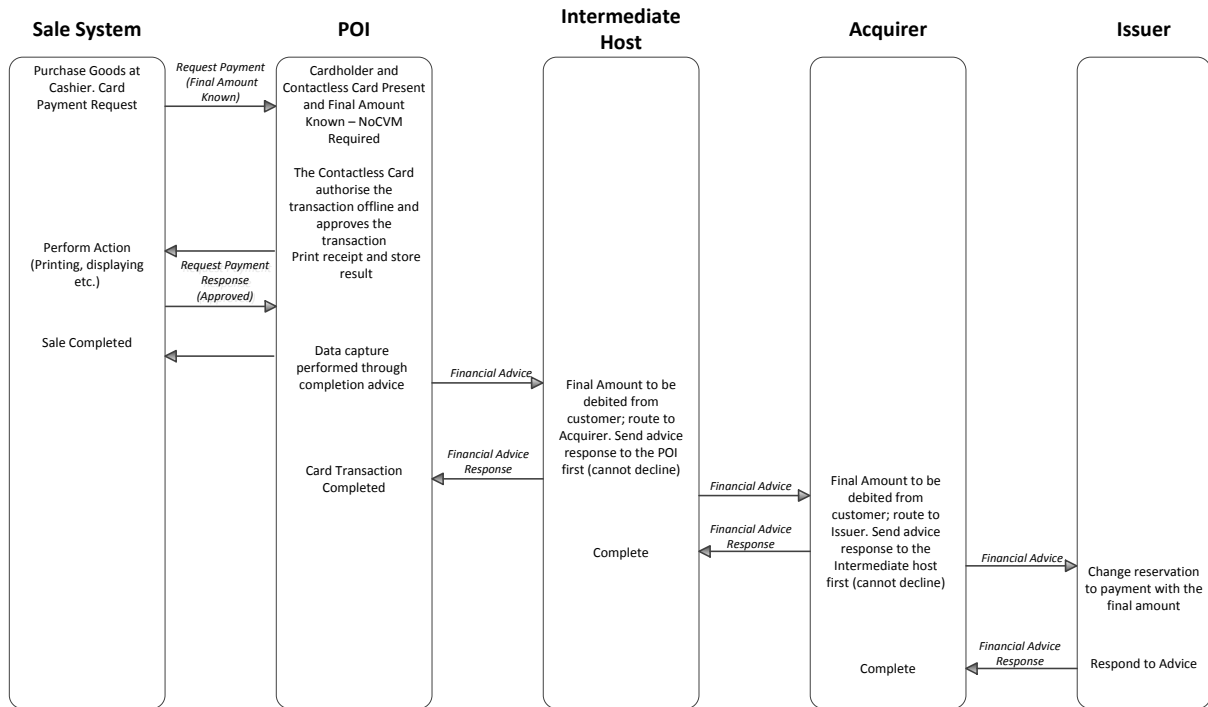 Sale System
POI
Intermediate
Host
Acquirer
Issuer
Purchase Goods at
Cashier. Card
Payment Request
Request Payment
(Final Amount
Known)
Cardholder and
Contactless Card Present
and Final Amount
Known – NoCVM
Required
The Contactless Card
authorise the
transaction offline and
approves the
transaction
Print receipt and store
result
Perform Action
(Printing, displaying
etc.)
Request Payment
Response
(Approved)
Sale Completed
Data capture
performed through
completion advice
Financial Advice
Final Amount to be
debited from
customer; route to
Acquirer. Send advice
response to the POI
first (cannot decline)
Financial Advice
Response
Card Transaction
Completed
Financial Advice
Final Amount to be
debited from
customer; route to
Issuer. Send advice
response to the
Intermediate host
first (cannot decline)
Financial Advice
Response
Complete
Financial Advice
Change reservation
to payment with the
final amount
Financial Advice
Response
Complete
Respond to Advice